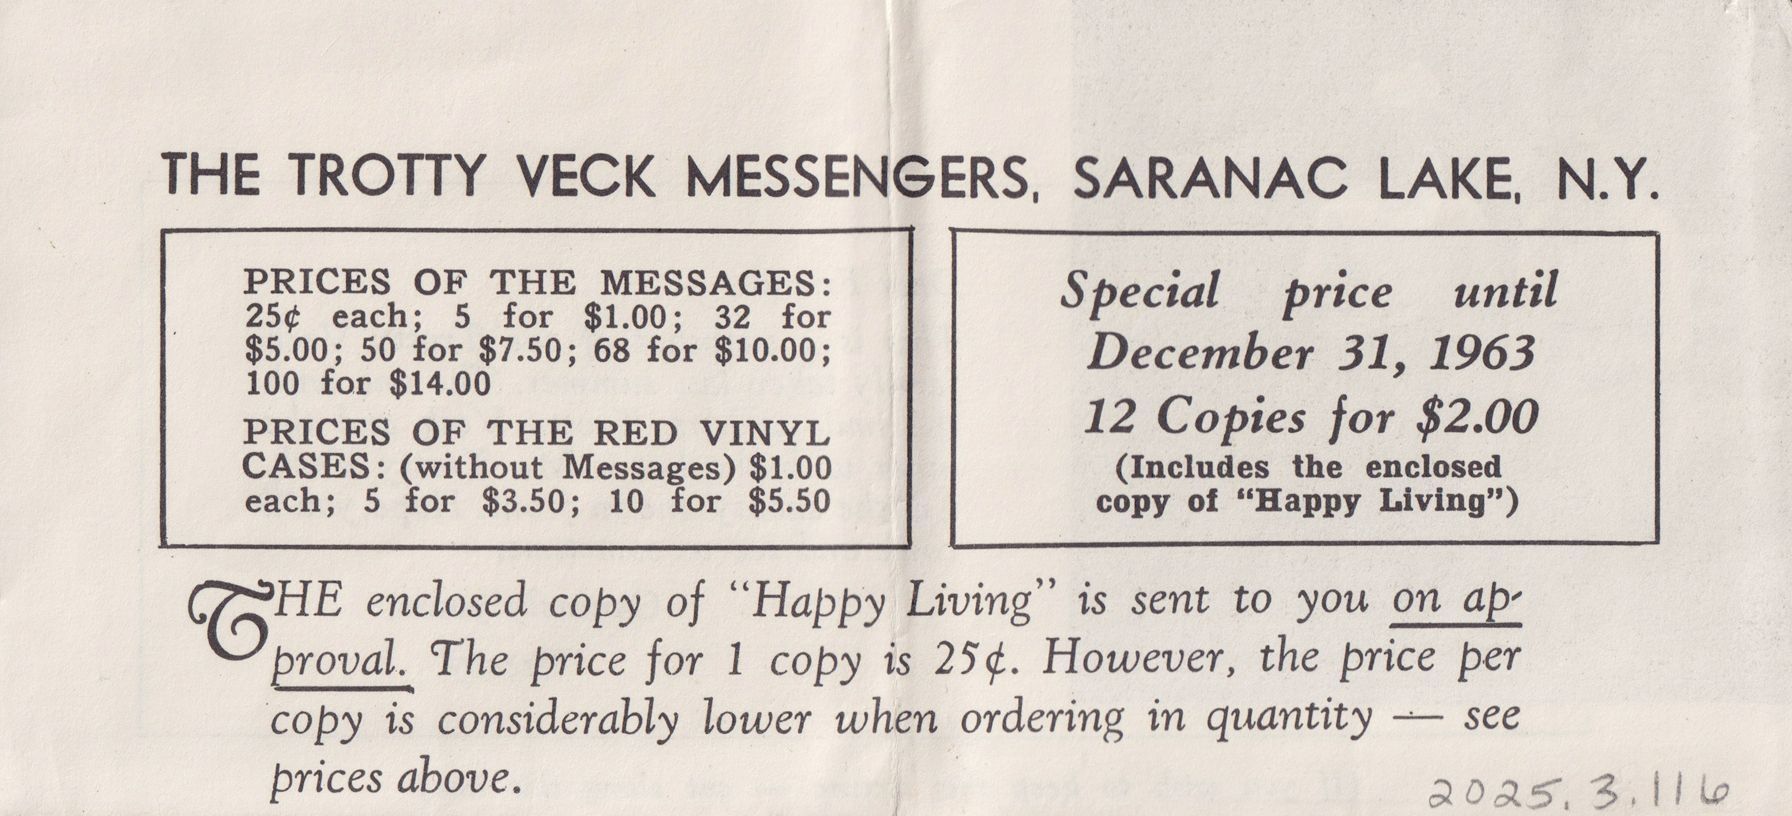 THE TROTTY VECK MESSENGERS, SARANAC LAKE, N.Y.
PRICES OF THE MESSAGES:
25¢ each; 5 for $1.00; 32 for
$5.00; 50 for $7.50; 68 for $10.00;
100 for $14.00
PRICES OF THE RED VINYL
CASES: (without Messages) $1.00
each; 5 for $3.50; 10 for $5.50
Special price until
December 31, 1963
12 Copies for $2.00
(Includes the enclosed
copy of “Happy Living”)
THE enclosed copy of “Happy Living” is sent to you on ap-
proval. The price for 1 copy is 25¢. However, the price per
copy is considerably lower when ordering in quantity — see
prices above.
2025.3.116